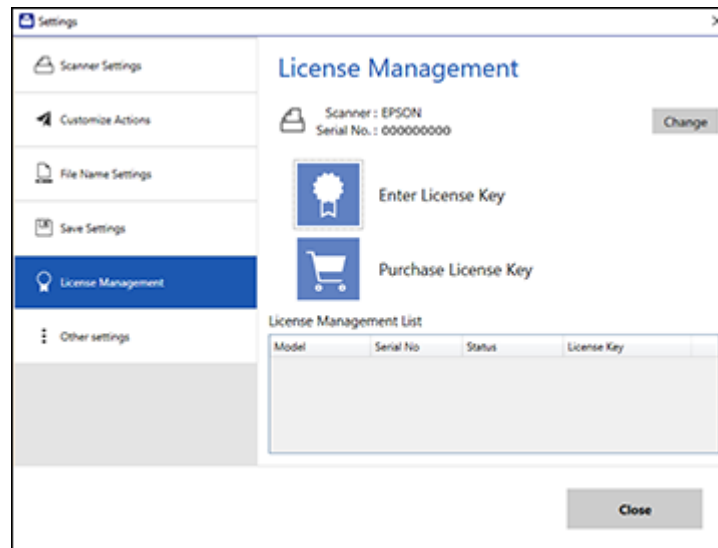 Settings
Scanner Settings
Customize Actions
File Name Settings
Save Settings
License Management
Other settings
License Management
Scanner : EPSON
Serial No. : 000000000
Change
Enter License Key
Purchase License Key
License Management List
Model Serial No Status License Key
Close